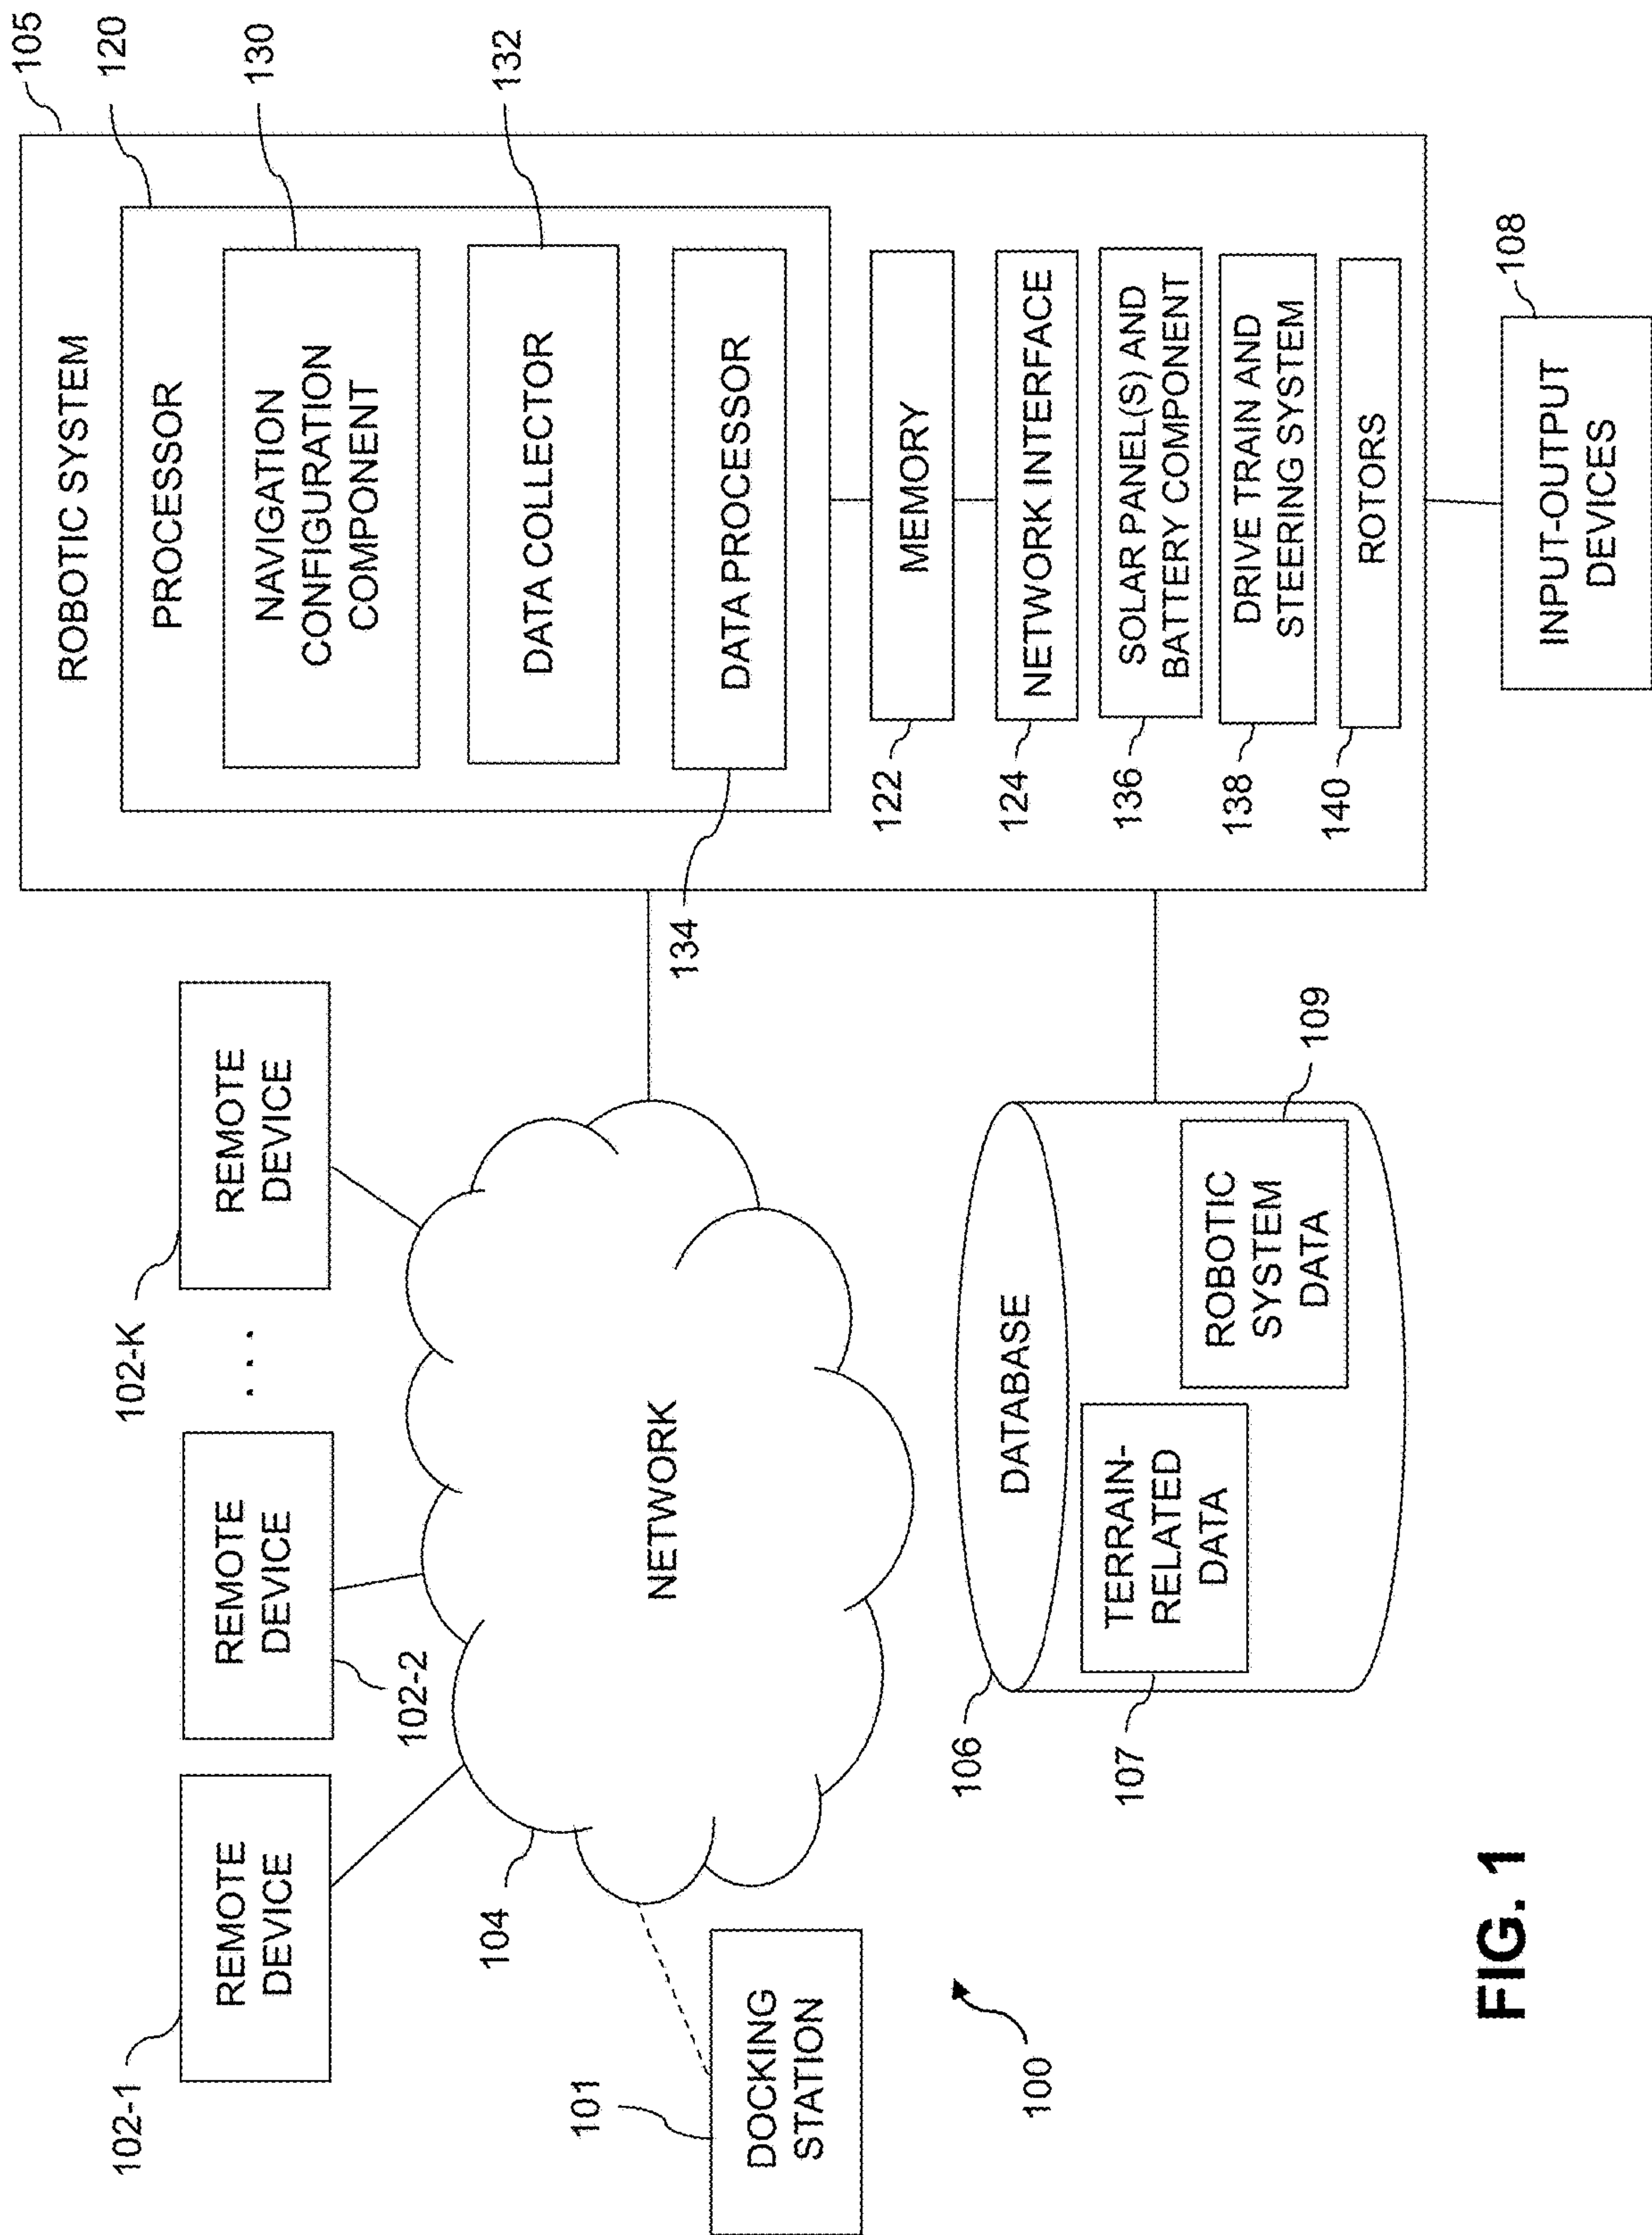 102-1
REMOTE
DEVICE
REMOTE
DEVICE
102-2
. . .
102-K
REMOTE
DEVICE
104
NETWORK
101
DOCKING
STATION
100
106
DATABASE
107
TERRAIN-
RELATED
DATA
ROBOTIC
SYSTEM
DATA
109
105
ROBOTIC SYSTEM
120
PROCESSOR
130
NAVIGATION
CONFIGURATION
COMPONENT
132
DATA COLLECTOR
134
DATA PROCESSOR
122
MEMORY
124
NETWORK INTERFACE
136
SOLAR PANEL(S) AND
BATTERY COMPONENT
138
DRIVE TRAIN AND
STEERING SYSTEM
140
ROTORS
108
INPUT-OUTPUT
DEVICES
FIG. 1